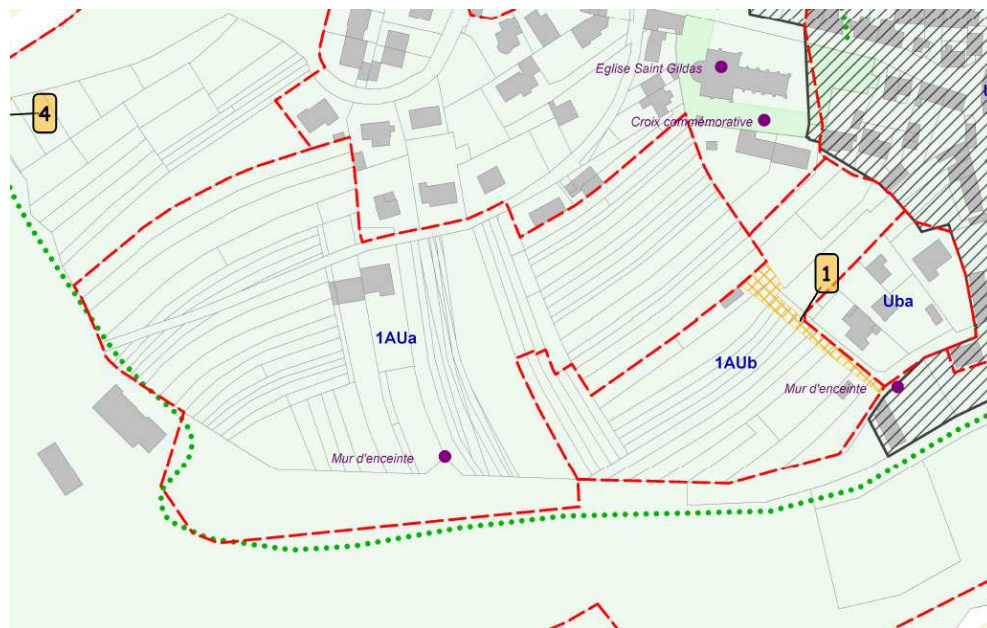 Eglise Saint Gildas
4
Croix commémorative
1
Uba
1AUa
1AUb
Mur d'enceinte
Mur d'enceinte